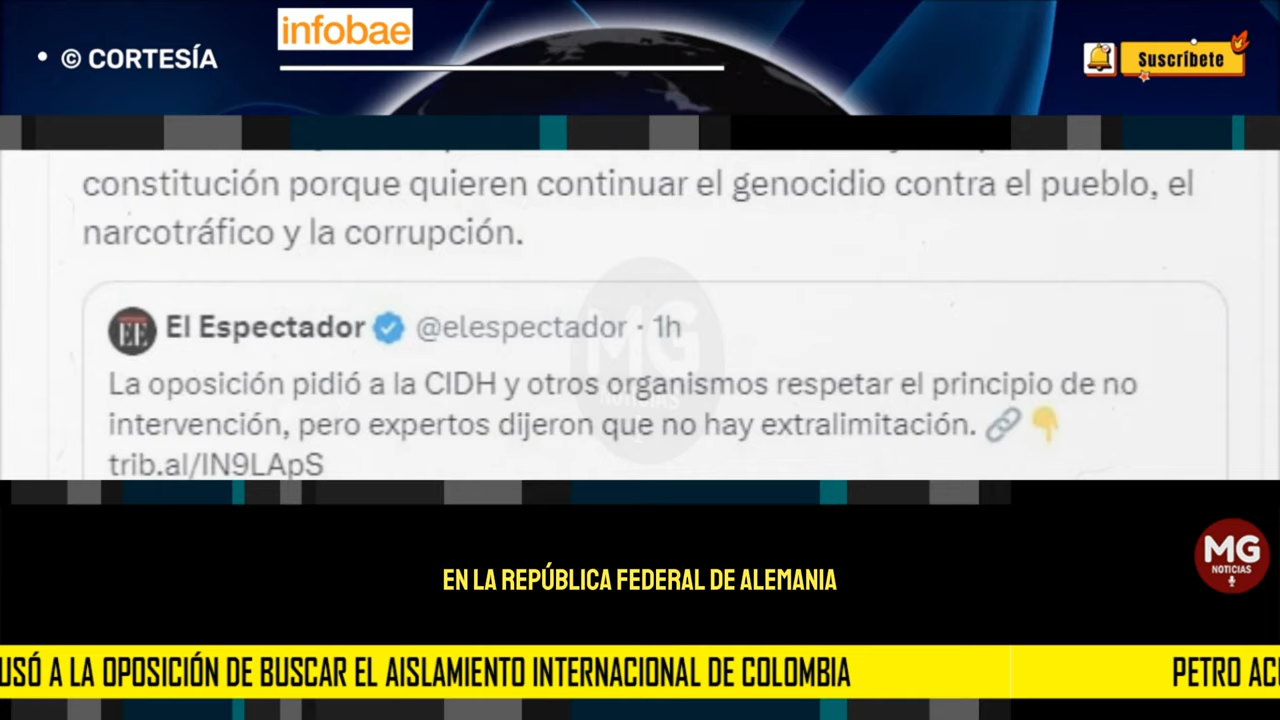 infobae
• © CORTESÍA
Suscríbete
constitución porque quieren continuar el genocidio contra el pueblo, el
narcotráfico y la corrupción.
EE
El Espectador @elespectador · 1h
La oposición pidió a la CIDH y otros organismos respetar el principio de no
intervención, pero expertos dijeron que no hay extralimitación.
trib.al/IN9LApS
MG
NOTICIAS
EN LA REPÚBLICA FEDERAL DE ALEMANIA
MG
NOTICIAS
USÓ A LA OPOSICIÓN DE BUSCAR EL AISLAMIENTO INTERNACIONAL DE COLOMBIA
PETRO AC